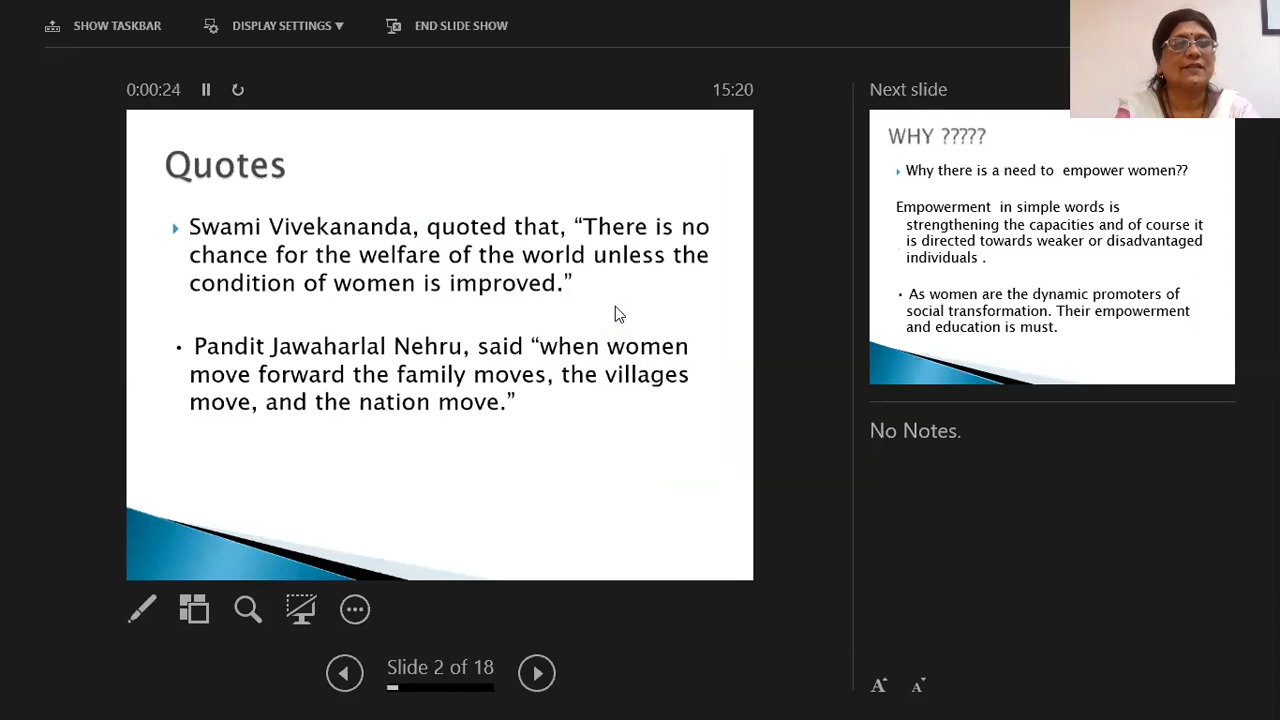 SHOW TASKBAR
DISPLAY SETTINGS ▼
END SLIDE SHOW
0:00:24
15:20
Quotes
Swami Vivekananda, quoted that, “There is no
chance for the welfare of the world unless the
condition of women is improved.”
• Pandit Jawaharlal Nehru, said “when women
move forward the family moves, the villages
move, and the nation move.”
Slide 2 of 18
Next slide
WHY ?????
Why there is a need to empower women??
Empowerment in simple words is
strengthening the capacities and of course it
is directed towards weaker or disadvantaged
individuals .
• As women are the dynamic promoters of
social transformation. Their empowerment
and education is must.
No Notes.
A A